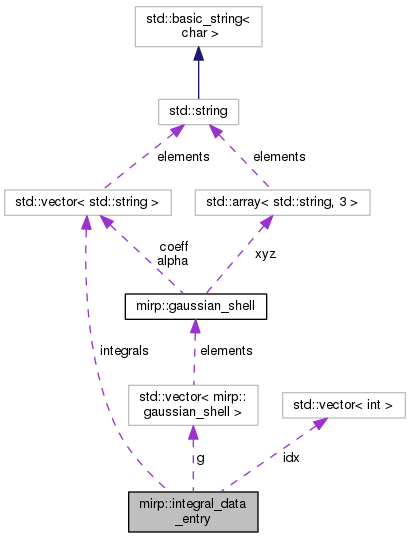 std::basic_string<
char >
std::string
elements
elements
std::vector< std::string >
std::array< std::string, 3 >
coeff
alpha
xyz
mirp::gaussian_shell
integrals
elements
std::vector< mirp::
gaussian_shell >
std::vector< int >
g
idx
mirp::integral_data
_entry